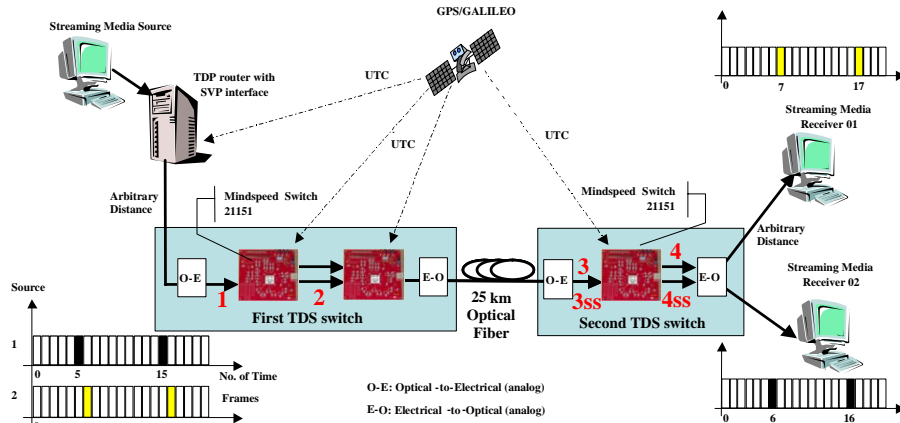 GPS/GALILEO
Streaming Media Source
TDP router with
SVP interface
UTC
UTC
UTC
0
7
17
Streaming Media
Receiver 01
Arbitrary
Distance
Mindspeed Switch
21151
Mindspeed Switch
21151
Arbitrary
Distance
O-E
1
2
E-O
First TDS switch
25 km
Optical
Fiber
O-E
3
3ss
4
4ss
E-O
Second TDS switch
Streaming Media
Receiver 02
Source
1
0
5
15
No. of Time
2
Frames
O-E: Optical -to-Electrical (analog)
E-O: Electrical -to-Optical (analog)
0
6
16